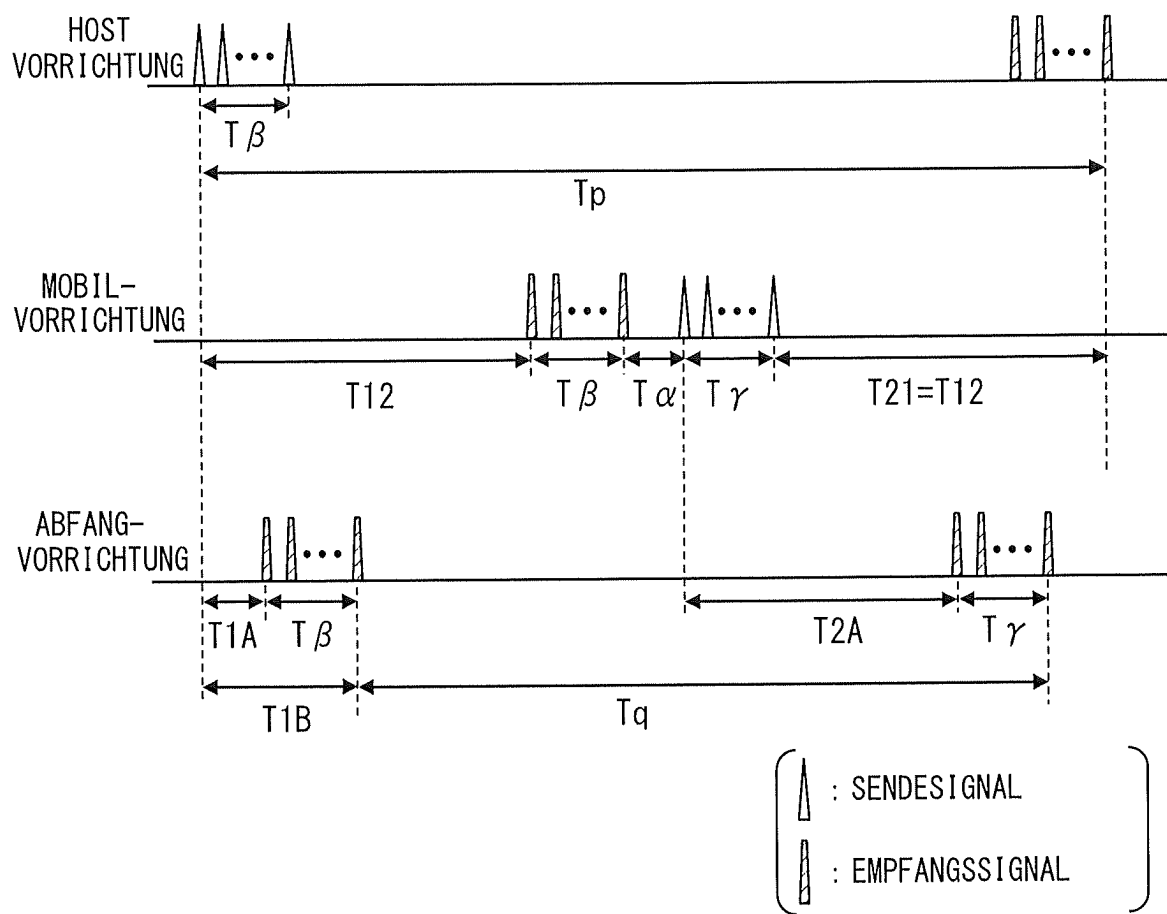 HOST
VORRICHTUNG
Tβ
Tp
MOBIL-
VORRICHTUNG
T12
Tβ
Tα
Tγ
T21=T12
ABFANG-
VORRICHTUNG
T1A
Tβ
T2A
Tγ
T1B
Tq
: SENDESIGNAL
: EMPFANGSSIGNAL